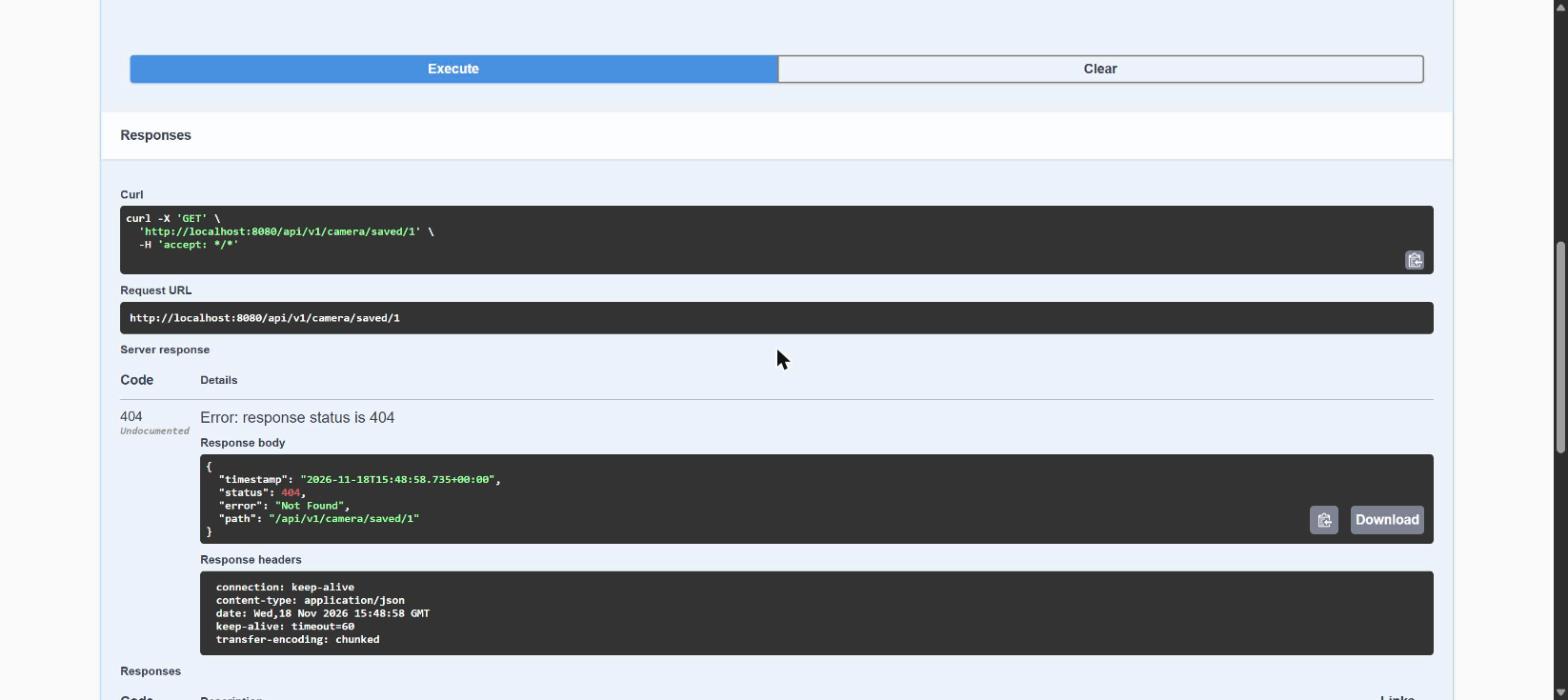 Execute
Clear
Responses
Curl
curl -X 'GET' \
  'http://localhost:8080/api/v1/camera/saved/1' \
  -H 'accept: */*'
Request URL
http://localhost:8080/api/v1/camera/saved/1
Server response
Code Details
404 Error: response status is 404
Undocumented
Response body
{
  "timestamp": "2026-11-18T15:48:58.735+00:00",
  "status": 404,
  "error": "Not Found",
  "path": "/api/v1/camera/saved/1"
}
Download
Response headers
connection: keep-alive
content-type: application/json
date: Wed,18 Nov 2026 15:48:58 GMT
keep-alive: timeout=60
transfer-encoding: chunked
Responses
Code Description Links